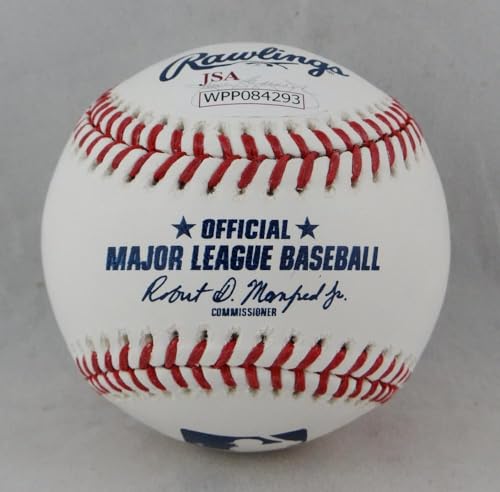 Rawlings
JSA
WPP084293
★ OFFICIAL ★
MAJOR LEAGUE BASEBALL
Robert D. Manfred Jr.
COMMISSIONER